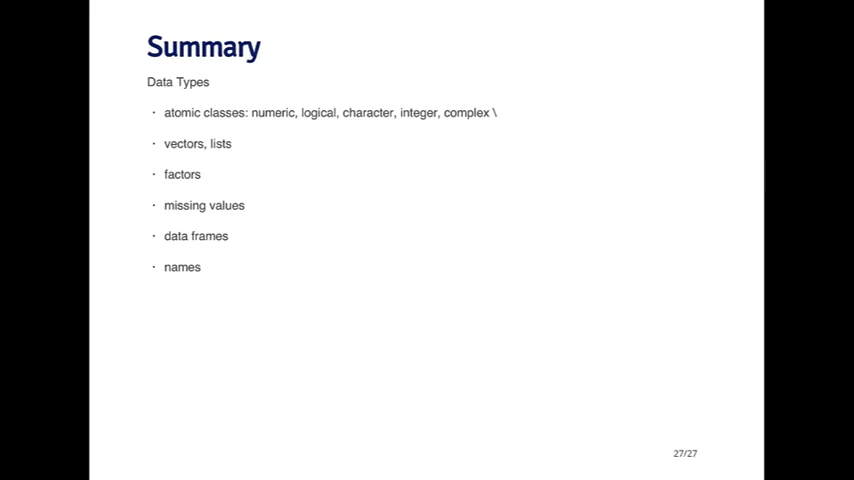 Summary
Data Types
· atomic classes: numeric, logical, character, integer, complex \
· vectors, lists
· factors
· missing values
· data frames
· names
27/27